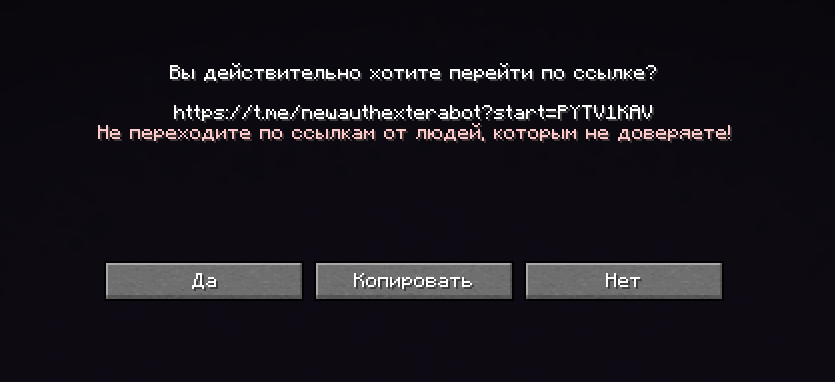 Вы действительно хотите перейти по ссылке?
https://t.me/newauthexterabot?start=PYTV1KAV
Не переходите по ссылкам от людей, которым не доверяете!
Да
Копировать
Нет